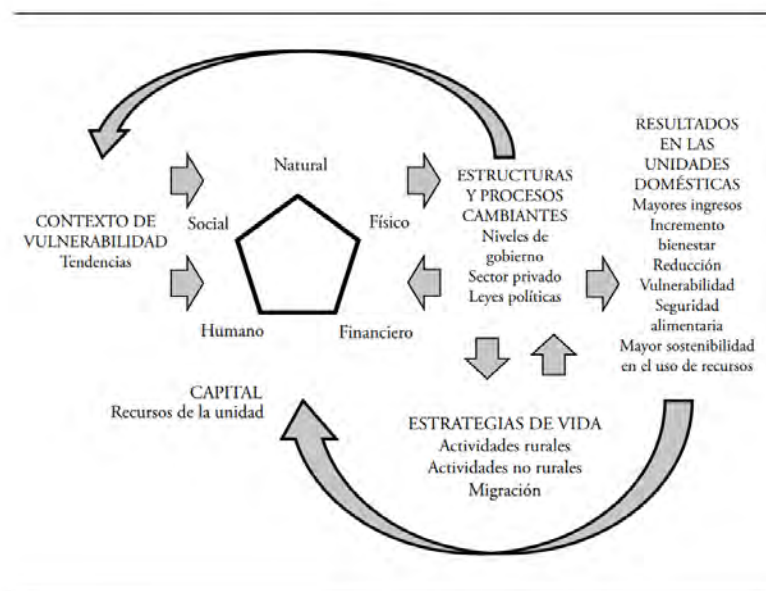 CONTEXTO DE
VULNERABILIDAD
Tendencias
Natural
Social
Físico
Humano
Financiero
CAPITAL
Recursos de la unidad
ESTRUCTURAS
Y PROCESOS
CAMBIANTES
Niveles de
gobierno
Sector privado
Leyes políticas
ESTRATEGIAS DE VIDA
Actividades rurales
Actividades no rurales
Migración
RESULTADOS
EN LAS
UNIDADES
DOMÉSTICAS
Mayores ingresos
Incremento
bienestar
Reducción
Vulnerabilidad
Seguridad
alimentaria
Mayor sostenibilidad
en el uso de recursos